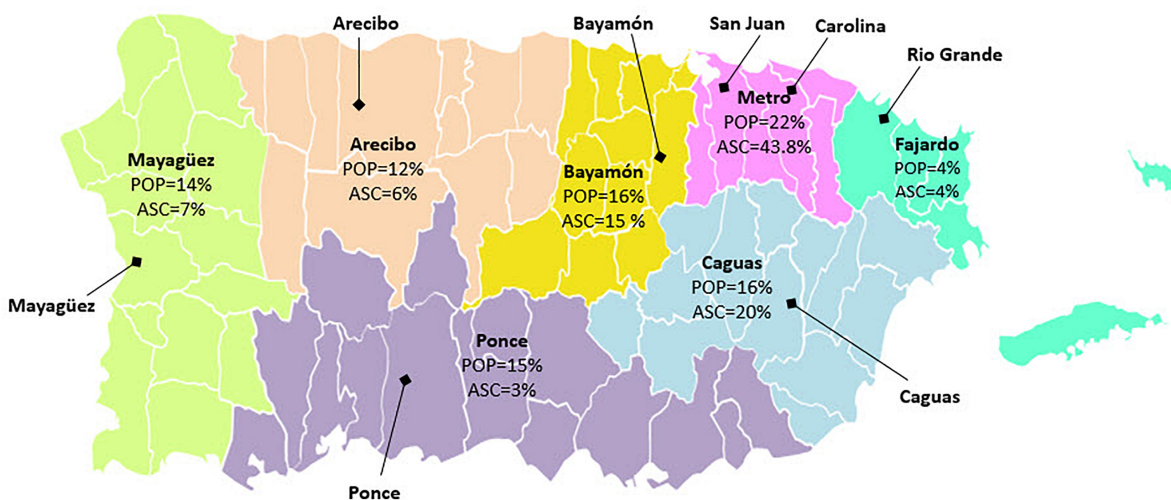 Arecibo
Bayamón
San Juan
Carolina
Rio Grande
Metro
POP=22%
ASC=43.8%
Arecibo
POP=12%
ASC=6%
Mayagüez
POP=14%
ASC=7%
Bayamón
POP=16%
ASC=15 %
Fajardo
POP=4%
ASC=4%
Caguas
POP=16%
ASC=20%
Mayagüez
Ponce
POP=15%
ASC=3%
Caguas
Ponce